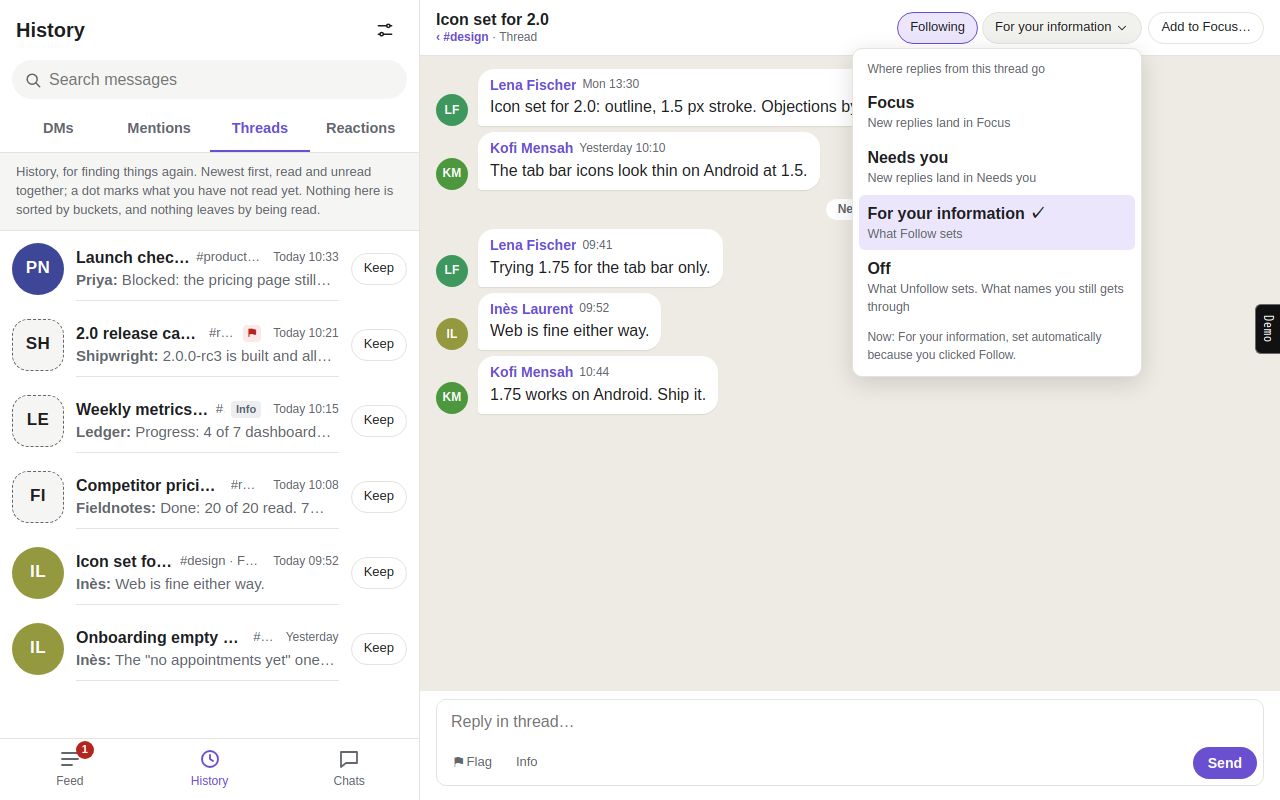 History
Search messages
DMs
Mentions
Threads
Reactions
History, for finding things again. Newest first, read and unread
together; a dot marks what you have not read yet. Nothing here is
sorted by buckets, and nothing leaves by being read.
PN
Launch chec… #product… Today 10:33
Priya: Blocked: the pricing page still…
Keep
SH
2.0 release ca… #r… Today 10:21
Shipwright: 2.0.0-rc3 is built and all…
Keep
LE
Weekly metrics… # Info Today 10:15
Ledger: Progress: 4 of 7 dashboard…
Keep
FI
Competitor prici… #r… Today 10:08
Fieldnotes: Done: 20 of 20 read. 7…
Keep
IL
Icon set fo… #design · F… Today 09:52
Inès: Web is fine either way.
Keep
IL
Onboarding empty … #… Yesterday
Inès: The "no appointments yet" one…
Keep
1
Feed
History
Chats
Icon set for 2.0
‹ #design · Thread
Following
For your information
Add to Focus…
LF
Lena Fischer Mon 13:30
Icon set for 2.0: outline, 1.5 px stroke. Objections by
KM
Kofi Mensah Yesterday 10:10
The tab bar icons look thin on Android at 1.5.
LF
Lena Fischer 09:41
Trying 1.75 for the tab bar only.
IL
Inès Laurent 09:52
Web is fine either way.
KM
Kofi Mensah 10:44
1.75 works on Android. Ship it.
Where replies from this thread go
Focus
New replies land in Focus
Needs you
New replies land in Needs you
For your information ✓
What Follow sets
Off
What Unfollow sets. What names you still gets
through
Now: For your information, set automatically
because you clicked Follow.
Demo
Reply in thread…
Flag
Info
Send